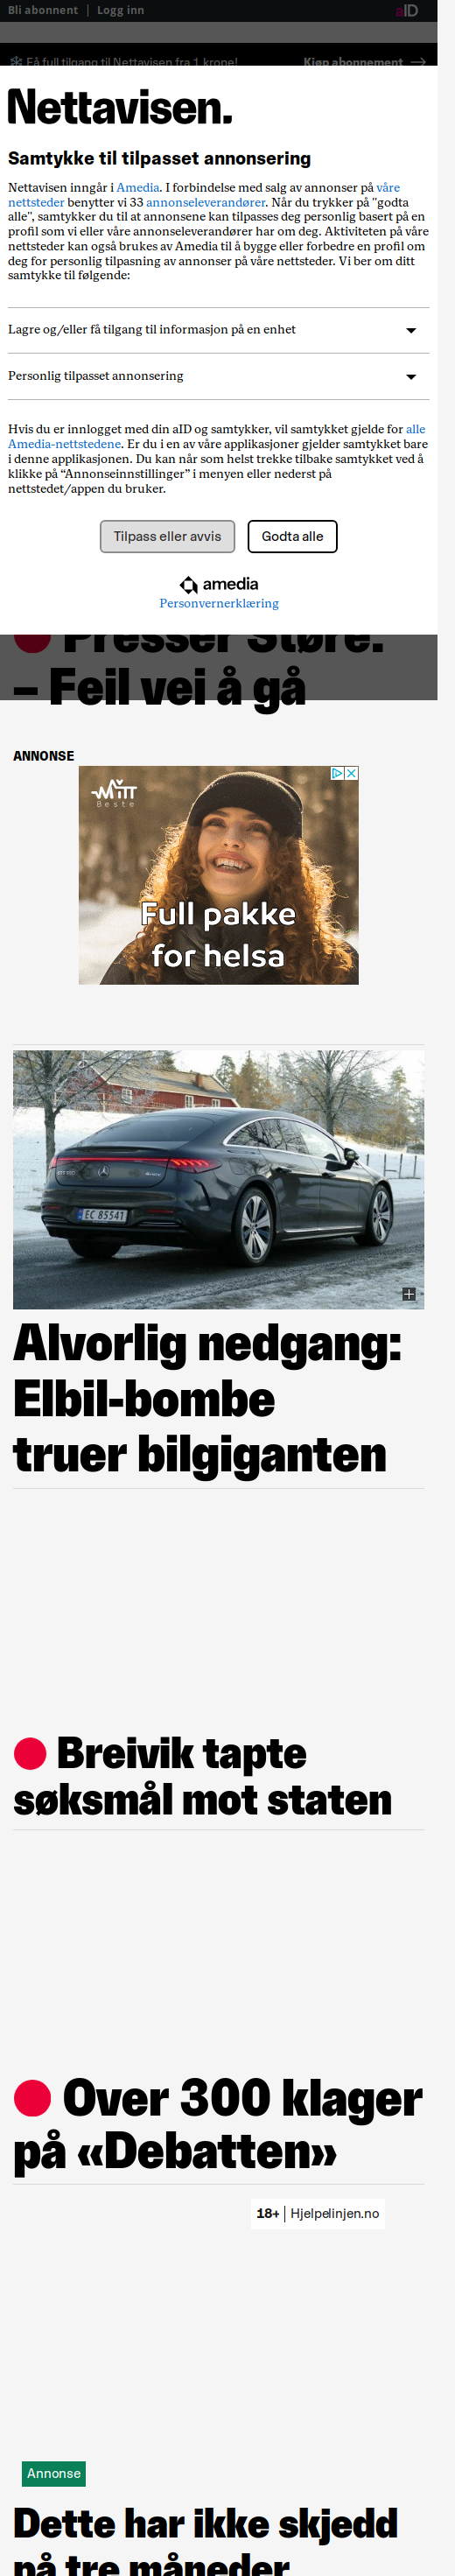 Bli abonnent | Logg inn
aID
Få full tilgang til Nettavisen fra 1 krone!
Kjøp abonnement →
Nettavisen.
Samtykke til tilpasset annonsering
Nettavisen inngår i Amedia. I forbindelse med salg av annonser på våre
nettsteder benytter vi 33 annonseleverandører. Når du trykker på "godta
alle", samtykker du til at annonsene kan tilpasses deg personlig basert på en
profil som vi eller våre annonseleverandører har om deg. Aktiviteten på våre
nettsteder kan også brukes av Amedia til å bygge eller forbedre en profil om
deg for personlig tilpasning av annonser på våre nettsteder. Vi ber om ditt
samtykke til følgende:
Lagre og/eller få tilgang til informasjon på en enhet
Personlig tilpasset annonsering
Hvis du er innlogget med din aID og samtykker, vil samtykket gjelde for alle
Amedia-nettstedene. Er du i en av våre applikasjoner gjelder samtykket bare
i denne applikasjonen. Du kan når som helst trekke tilbake samtykket ved å
klikke på “Annonseinnstillinger” i menyen eller nederst på
nettstedet/appen du bruker.
Tilpass eller avvis
Godta alle
amedia
Personvernerklæring
Presser Støre:
– Feil vei å gå
ANNONSE
MITT
Beste
Full pakke
for helsa
EC 85541
Alvorlig nedgang:
Elbil-bombe
truer bilgiganten
Breivik tapte
søksmål mot staten
Over 300 klager
på «Debatten»
18+ | Hjelpelinjen.no
Annonse
Dette har ikke skjedd
på tre måneder